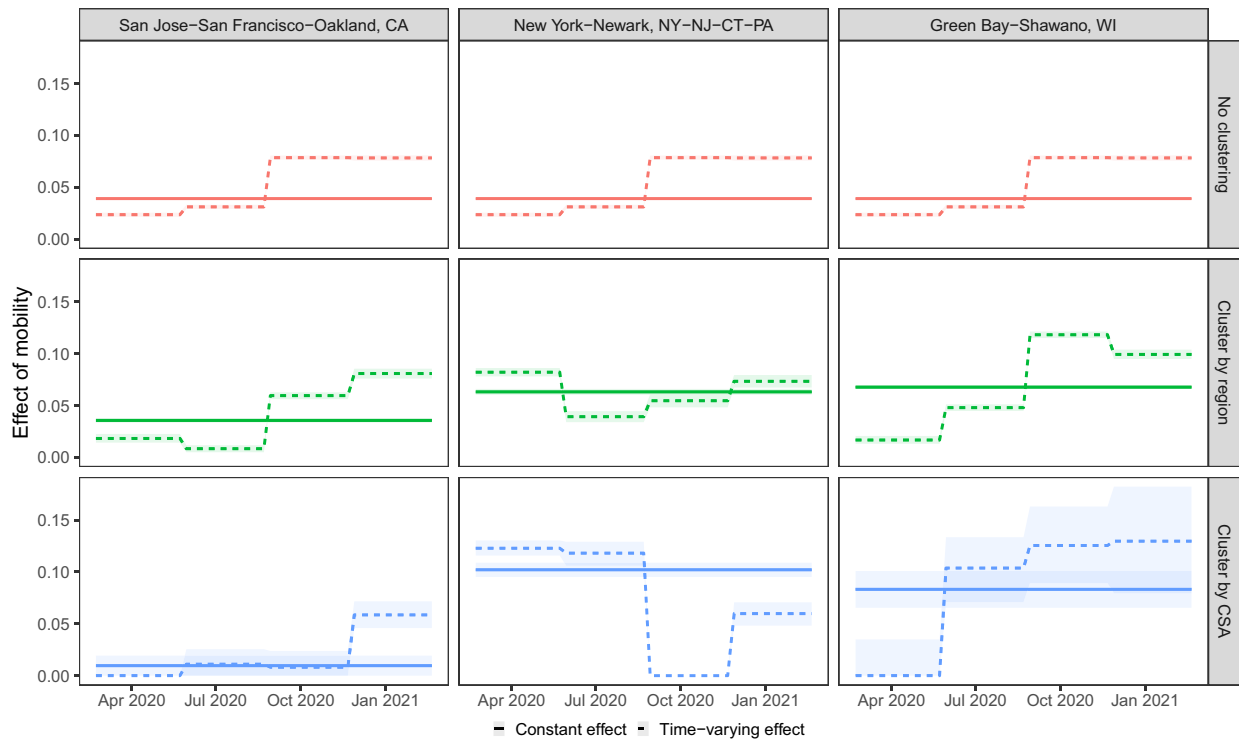 San Jose−San Francisco−Oakland, CA
New York−Newark, NY−NJ−CT−PA
Green Bay−Shawano, WI
No clustering
Cluster by region
Cluster by CSA
Effect of mobility
0.15
0.10
0.05
0.00
0.15
0.10
0.05
0.00
0.15
0.10
0.05
0.00
Apr 2020 Jul 2020 Oct 2020 Jan 2021
Apr 2020 Jul 2020 Oct 2020 Jan 2021
Apr 2020 Jul 2020 Oct 2020 Jan 2021
Constant effect
Time−varying effect